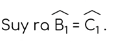 Suy ra B̂₁ = Ĉ₁.